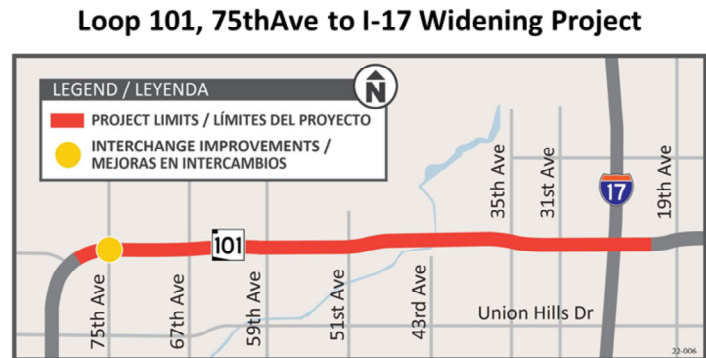 Loop 101, 75thAve to I-17 Widening Project
LEGEND / LEYENDA
N
PROJECT LIMITS / LÍMITES DEL PROYECTO
INTERCHANGE IMPROVEMENTS /
MEJORAS EN INTERCAMBIOS
35th Ave
31st Ave
17
19th Ave
101
75th Ave
67th Ave
59th Ave
51st Ave
43rd Ave
Union Hills Dr
22-006